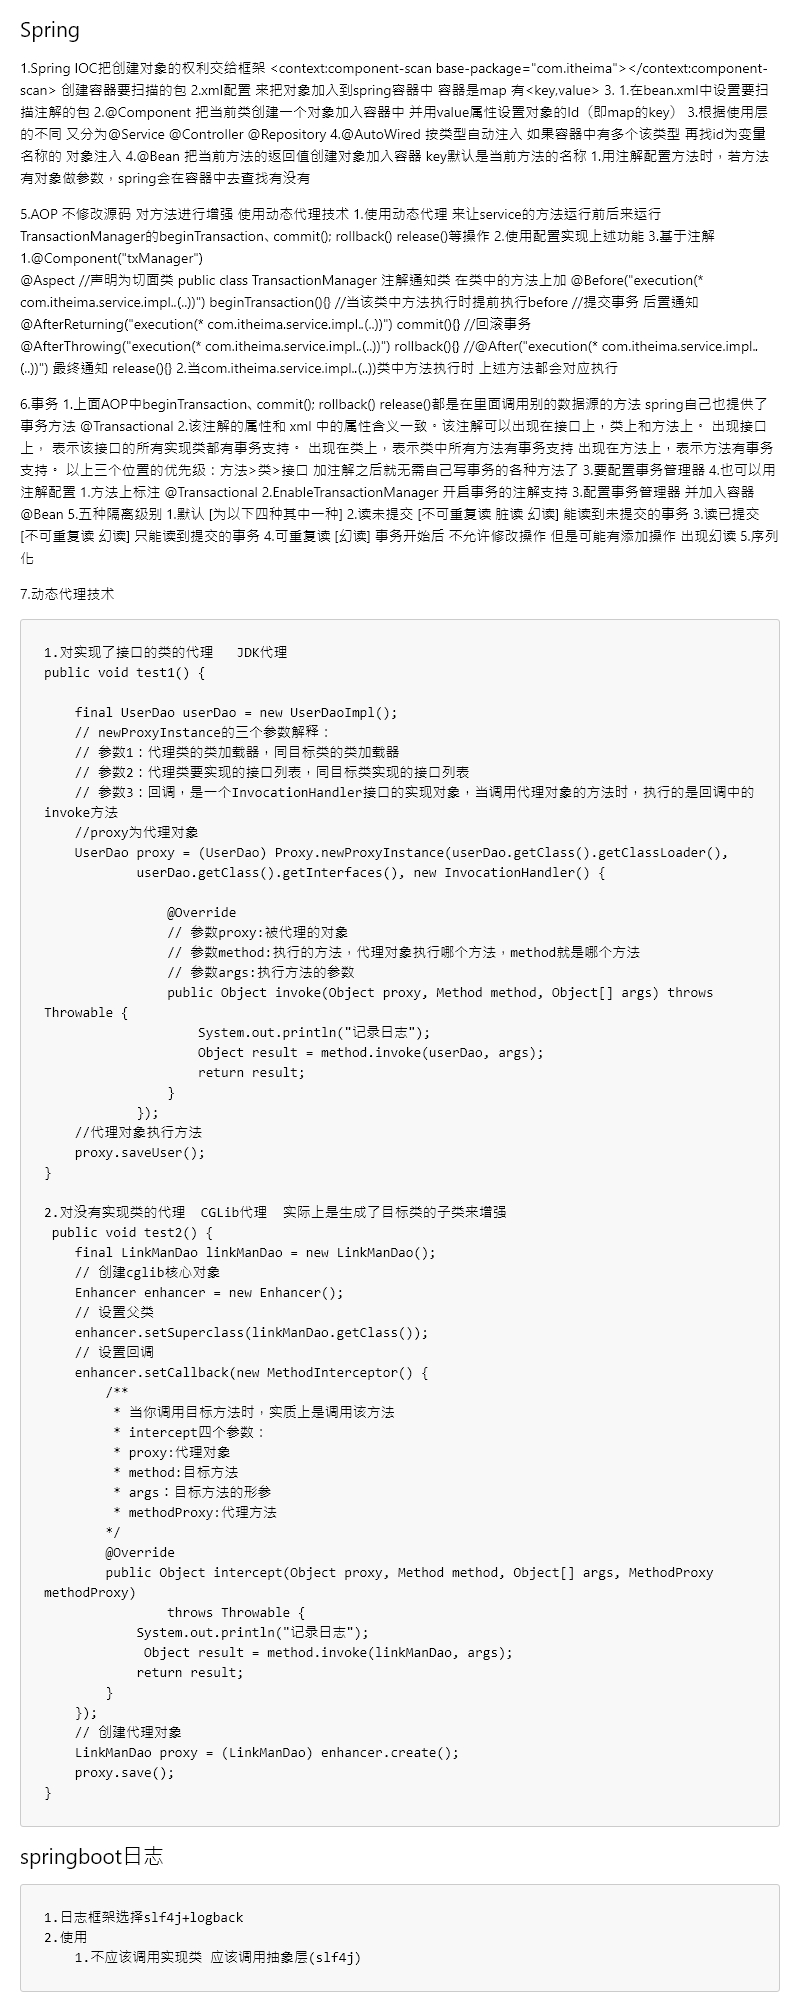 Spring
1.Spring IOC把创建对象的权利交给框架 <context:component-scan base-package="com.itheima"></context:component-
scan> 创建容器要扫描的包 2.xml配置 来把对象加入到spring容器中 容器是map 有<key,value> 3. 1.在bean.xml中设置要扫
描注解的包 2.@Component 把当前类创建一个对象加入容器中 并用value属性设置对象的Id（即map的key） 3.根据使用层
的不同 又分为@Service @Controller @Repository 4.@AutoWired 按类型自动注入 如果容器中有多个该类型 再找id为变量
名称的 对象注入 4.@Bean 把当前方法的返回值创建对象加入容器 key默认是当前方法的名称 1.用注解配置方法时，若方法
有对象做参数，spring会在容器中去查找有没有
5.AOP 不修改源码 对方法进行增强 使用动态代理技术 1.使用动态代理 来让service的方法运行前后来运行
TransactionManager的beginTransaction、commit(); rollback() release()等操作 2.使用配置实现上述功能 3.基于注解
1.@Component("txManager")
@Aspect //声明为切面类 public class TransactionManager 注解通知类 在类中的方法上加 @Before("execution(*
com.itheima.service.impl..(..))") beginTransaction(){} //当该类中方法执行时提前执行before //提交事务 后置通知
@AfterReturning("execution(* com.itheima.service.impl..(..))") commit(){} //回滚事务
@AfterThrowing("execution(* com.itheima.service.impl..(..))") rollback(){} //@After("execution(* com.itheima.service.impl..
(..))") 最终通知 release(){} 2.当com.itheima.service.impl..(..))类中方法执行时 上述方法都会对应执行
6.事务 1.上面AOP中beginTransaction、commit(); rollback() release()都是在里面调用别的数据源的方法 spring自己也提供了
事务方法 @Transactional 2.该注解的属性和 xml 中的属性含义一致。该注解可以出现在接口上，类上和方法上。 出现接口
上， 表示该接口的所有实现类都有事务支持。 出现在类上，表示类中所有方法有事务支持 出现在方法上，表示方法有事务
支持。 以上三个位置的优先级：方法>类>接口 加注解之后就无需自己写事务的各种方法了 3.要配置事务管理器 4.也可以用
注解配置 1.方法上标注 @Transactional 2.EnableTransactionManager 开启事务的注解支持 3.配置事务管理器 并加入容器
@Bean 5.五种隔离级别 1.默认 [为以下四种其中一种] 2.读未提交 [不可重复读 脏读 幻读] 能读到未提交的事务 3.读已提交
[不可重复读 幻读] 只能读到提交的事务 4.可重复读 [幻读] 事务开始后 不允许修改操作 但是可能有添加操作 出现幻读 5.序列
化
7.动态代理技术
1.对实现了接口的类的代理   JDK代理
public void test1() {
    final UserDao userDao = new UserDaoImpl();
    // newProxyInstance的三个参数解释：
    // 参数1：代理类的类加载器，同目标类的类加载器
    // 参数2：代理类要实现的接口列表，同目标类实现的接口列表
    // 参数3：回调，是一个InvocationHandler接口的实现对象，当调用代理对象的方法时，执行的是回调中的
invoke方法
    //proxy为代理对象
    UserDao proxy = (UserDao) Proxy.newProxyInstance(userDao.getClass().getClassLoader(),
            userDao.getClass().getInterfaces(), new InvocationHandler() {
                @Override
                // 参数proxy:被代理的对象
                // 参数method:执行的方法，代理对象执行哪个方法，method就是哪个方法
                // 参数args:执行方法的参数
                public Object invoke(Object proxy, Method method, Object[] args) throws
Throwable {
                    System.out.println("记录日志");
                    Object result = method.invoke(userDao, args);
                    return result;
                }
            });
    //代理对象执行方法
    proxy.saveUser();
}
2.对没有实现类的代理  CGLib代理  实际上是生成了目标类的子类来增强
 public void test2() {
    final LinkManDao linkManDao = new LinkManDao();
    // 创建cglib核心对象
    Enhancer enhancer = new Enhancer();
    // 设置父类
    enhancer.setSuperclass(linkManDao.getClass());
    // 设置回调
    enhancer.setCallback(new MethodInterceptor() {
        /**
         * 当你调用目标方法时，实质上是调用该方法
         * intercept四个参数：
         * proxy:代理对象
         * method:目标方法
         * args：目标方法的形参
         * methodProxy:代理方法
        */
        @Override
        public Object intercept(Object proxy, Method method, Object[] args, MethodProxy
methodProxy)
                throws Throwable {
            System.out.println("记录日志");
             Object result = method.invoke(linkManDao, args);
            return result;
        }
    });
    // 创建代理对象
    LinkManDao proxy = (LinkManDao) enhancer.create();
    proxy.save();
}
springboot日志
1.日志框架选择slf4j+logback
2.使用
    1.不应该调用实现类 应该调用抽象层(slf4j)